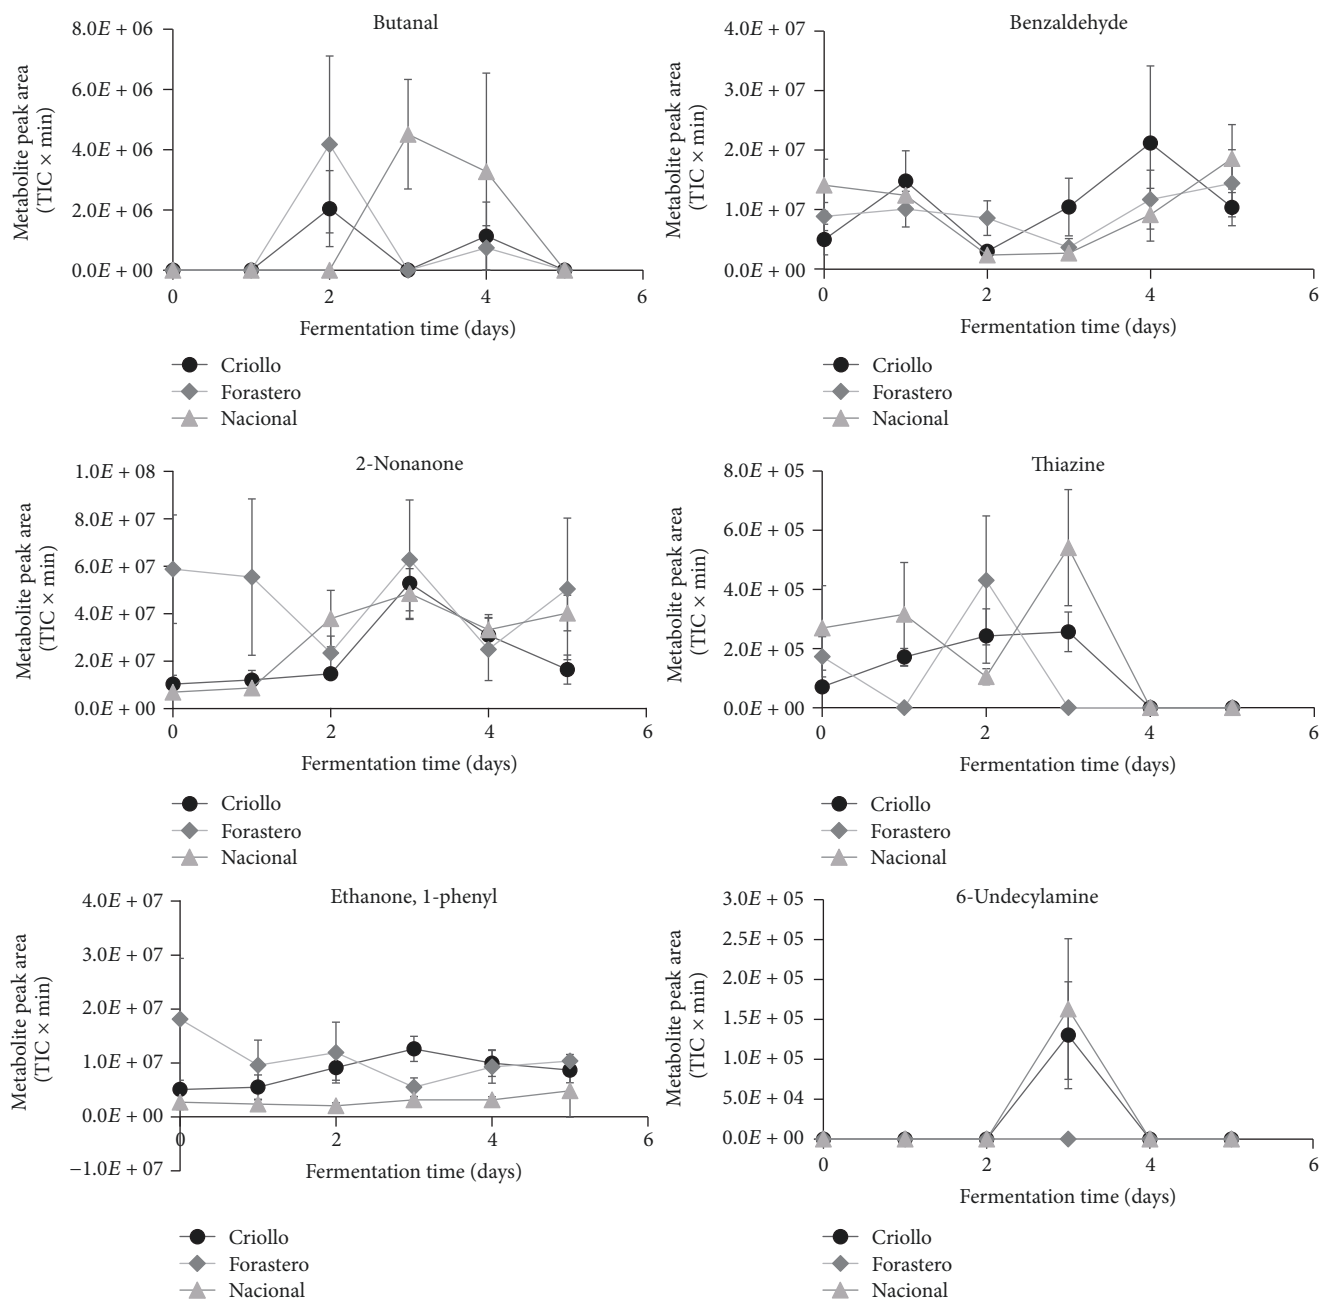 Butanal
Metabolite peak area
(TIC × min)
8.0E + 06
6.0E + 06
4.0E + 06
2.0E + 06
0.0E + 00
0 2 4 6
Fermentation time (days)
Criollo
Forastero
Nacional
Benzaldehyde
Metabolite peak area
(TIC × min)
4.0E + 07
3.0E + 07
2.0E + 07
1.0E + 07
0.0E + 00
0 2 4 6
Fermentation time (days)
Criollo
Forastero
Nacional
2-Nonanone
Metabolite peak area
(TIC × min)
1.0E + 08
8.0E + 07
6.0E + 07
4.0E + 07
2.0E + 07
0.0E + 00
0 2 4 6
Fermentation time (days)
Criollo
Forastero
Nacional
Thiazine
Metabolite peak area
(TIC × min)
8.0E + 05
6.0E + 05
4.0E + 05
2.0E + 05
0.0E + 00
0 2 4 6
Fermentation time (days)
Criollo
Forastero
Nacional
Ethanone, 1-phenyl
Metabolite peak area
(TIC × min)
4.0E + 07
3.0E + 07
2.0E + 07
1.0E + 07
0.0E + 00
−1.0E + 07
0 2 4 6
Fermentation time (days)
Criollo
Forastero
Nacional
6-Undecylamine
Metabolite peak area
(TIC × min)
3.0E + 05
2.5E + 05
2.0E + 05
1.5E + 05
1.0E + 05
5.0E + 04
0.0E + 00
0 2 4 6
Fermentation time (days)
Criollo
Forastero
Nacional